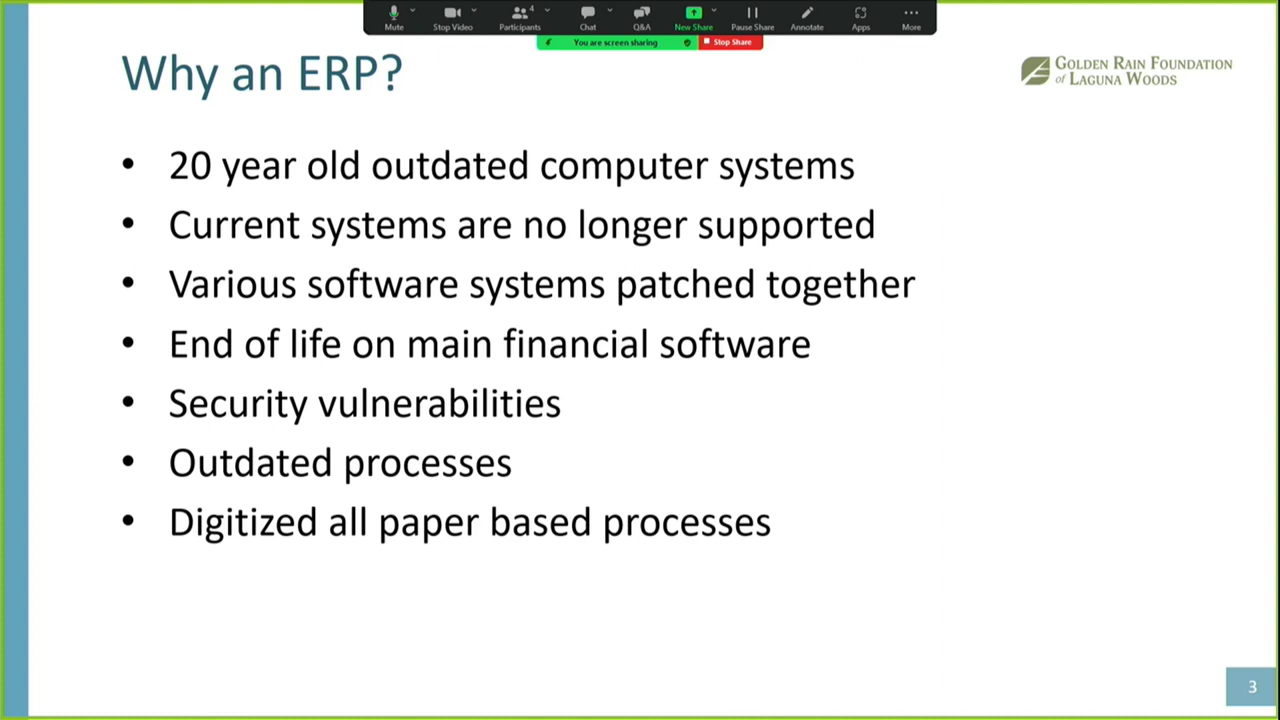 Mute
Stop Video
4
Participants
Chat
Q&A
New Share
Pause Share
Annotate
Apps
More
You are screen sharing
Stop Share
Why an ERP?
GOLDEN RAIN FOUNDATION
of LAGUNA WOODS
• 20 year old outdated computer systems
• Current systems are no longer supported
• Various software systems patched together
• End of life on main financial software
• Security vulnerabilities
• Outdated processes
• Digitized all paper based processes
3